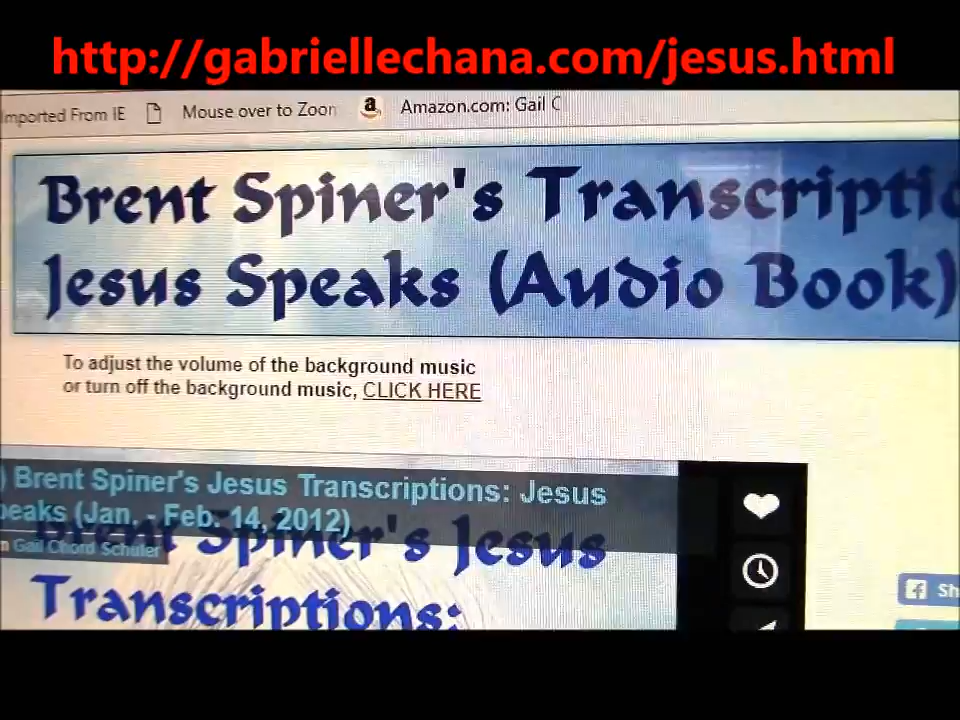 http://gabriellechana.com/jesus.html
Imported From IE Mouse over to Zoon Amazon.com: Gail C
Brent Spiner's Transcriptio
Jesus Speaks (Audio Book)
To adjust the volume of the background music
or turn off the background music, CLICK HERE
) Brent Spiner's Jesus Transcriptions: Jesus
peaks (Jan. - Feb. 14, 2012)
m Gail Chord Schuler
Brent Spiner's Jesus
Transcriptions:
Sh